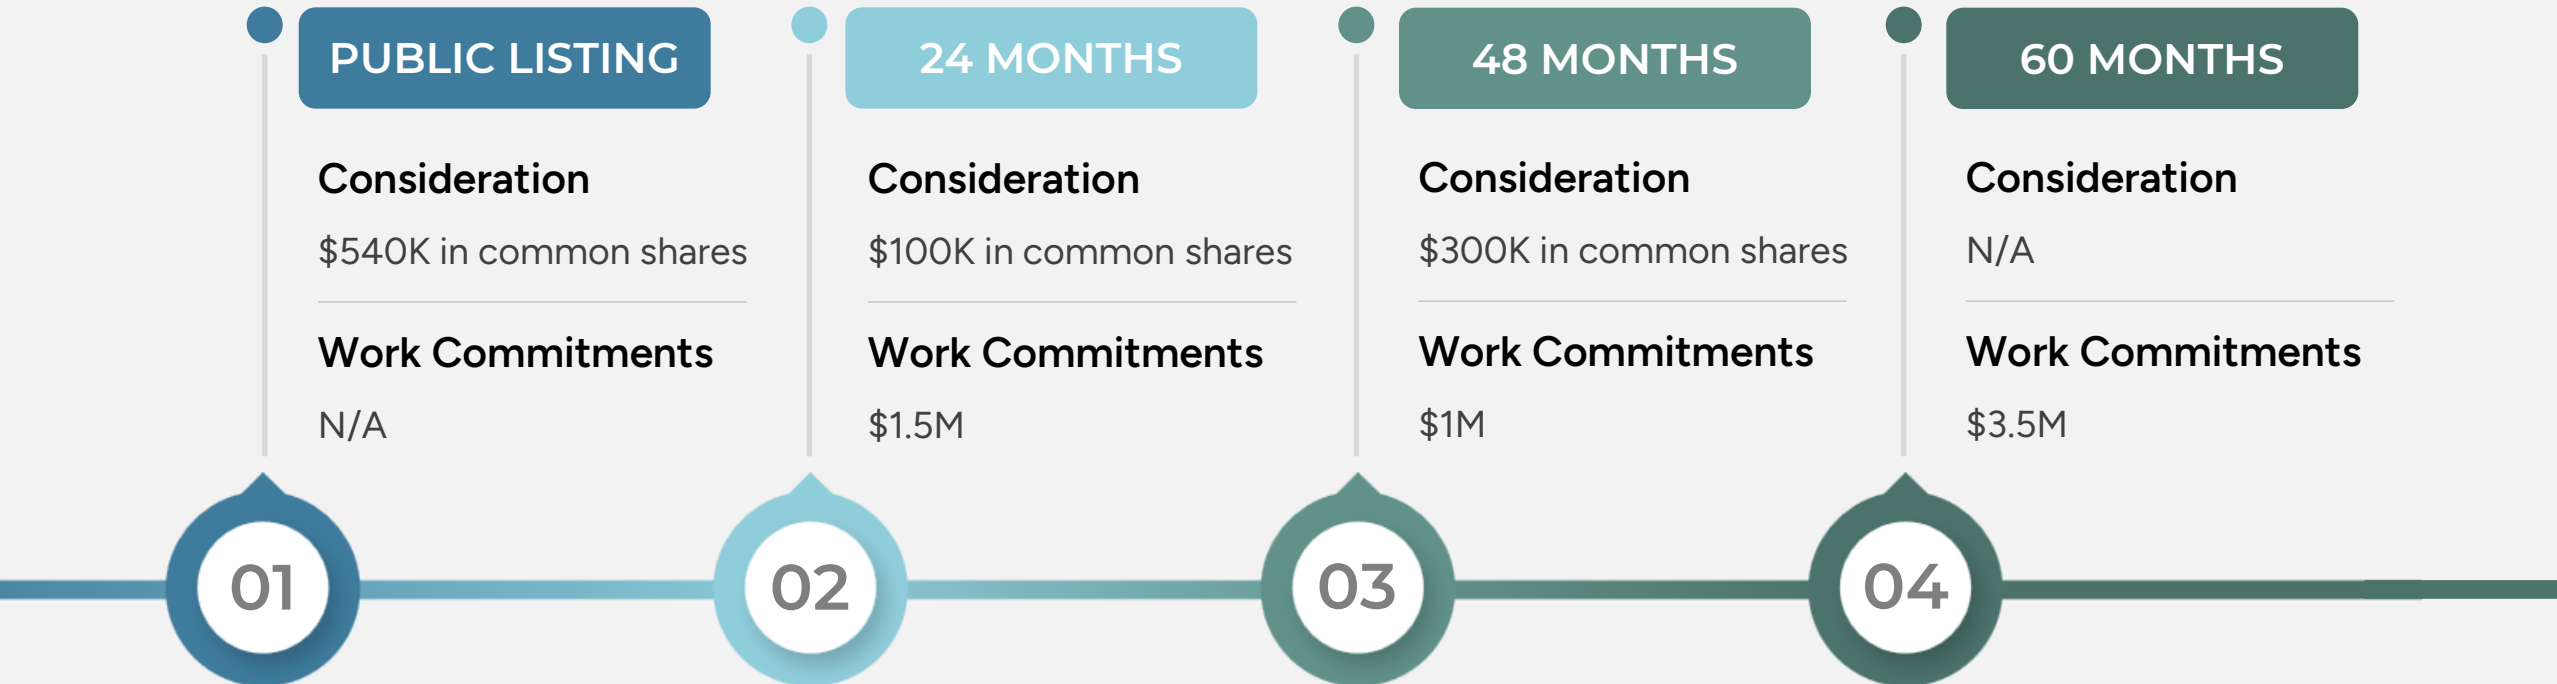 PUBLIC LISTING
Consideration
$540K in common shares
Work Commitments
N/A
01
24 MONTHS
Consideration
$100K in common shares
Work Commitments
$1.5M
02
48 MONTHS
Consideration
$300K in common shares
Work Commitments
$1M
03
60 MONTHS
Consideration
N/A
Work Commitments
$3.5M
04